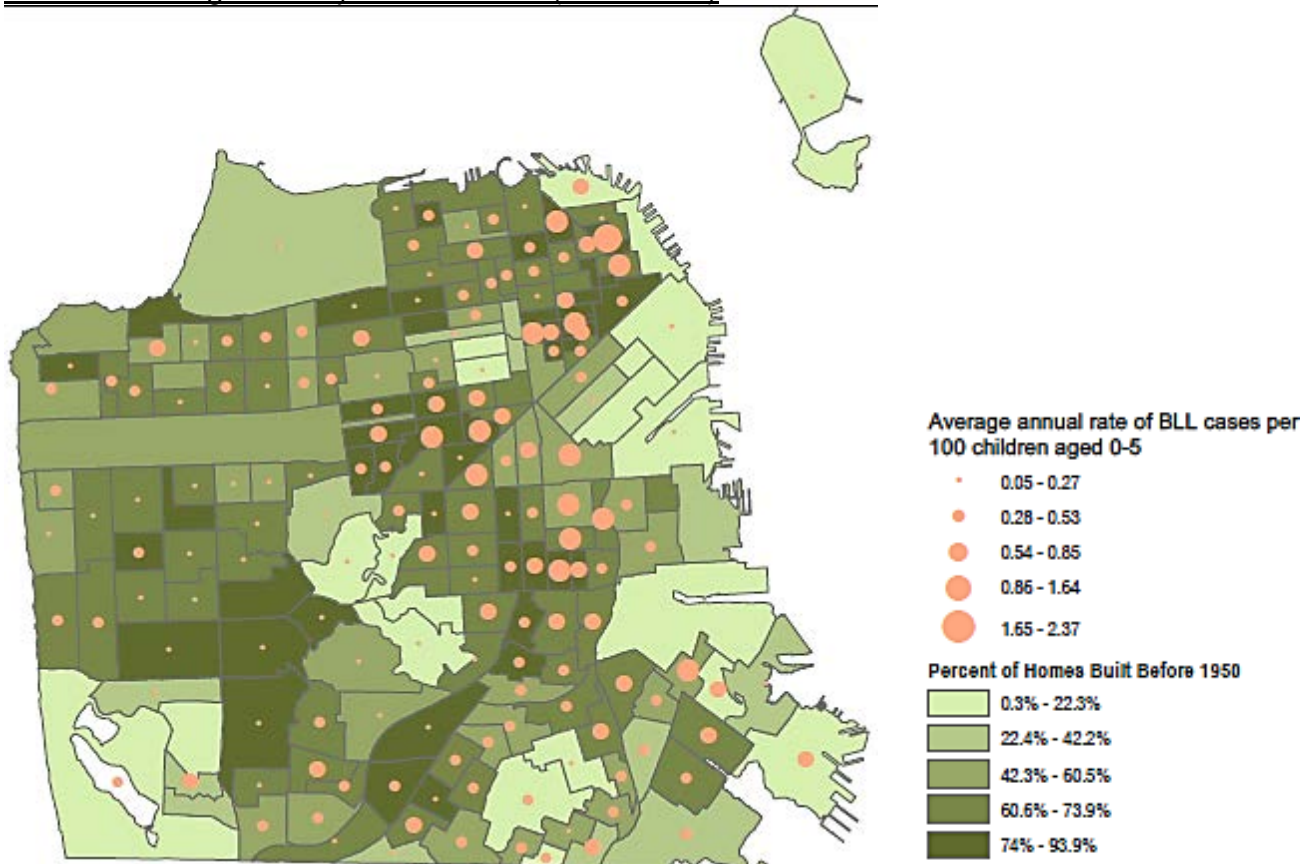 Average annual rate of BLL cases per
100 children aged 0-5
0.05 - 0.27
0.28 - 0.53
0.54 - 0.85
0.86 - 1.64
1.65 - 2.37
Percent of Homes Built Before 1950
0.3% - 22.3%
22.4% - 42.2%
42.3% - 60.5%
60.6% - 73.9%
74% - 93.9%